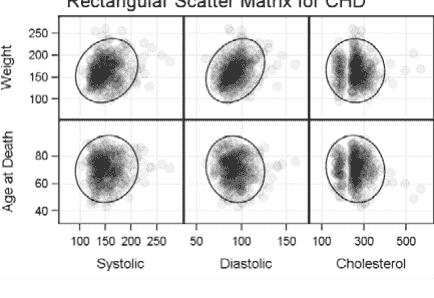 Rectangular Scatter Matrix for CHD
Weight
250
200
150
100
Age at Death
80
60
40
100 150 200 250
50 100 150
100 300 500
Systolic
Diastolic
Cholesterol